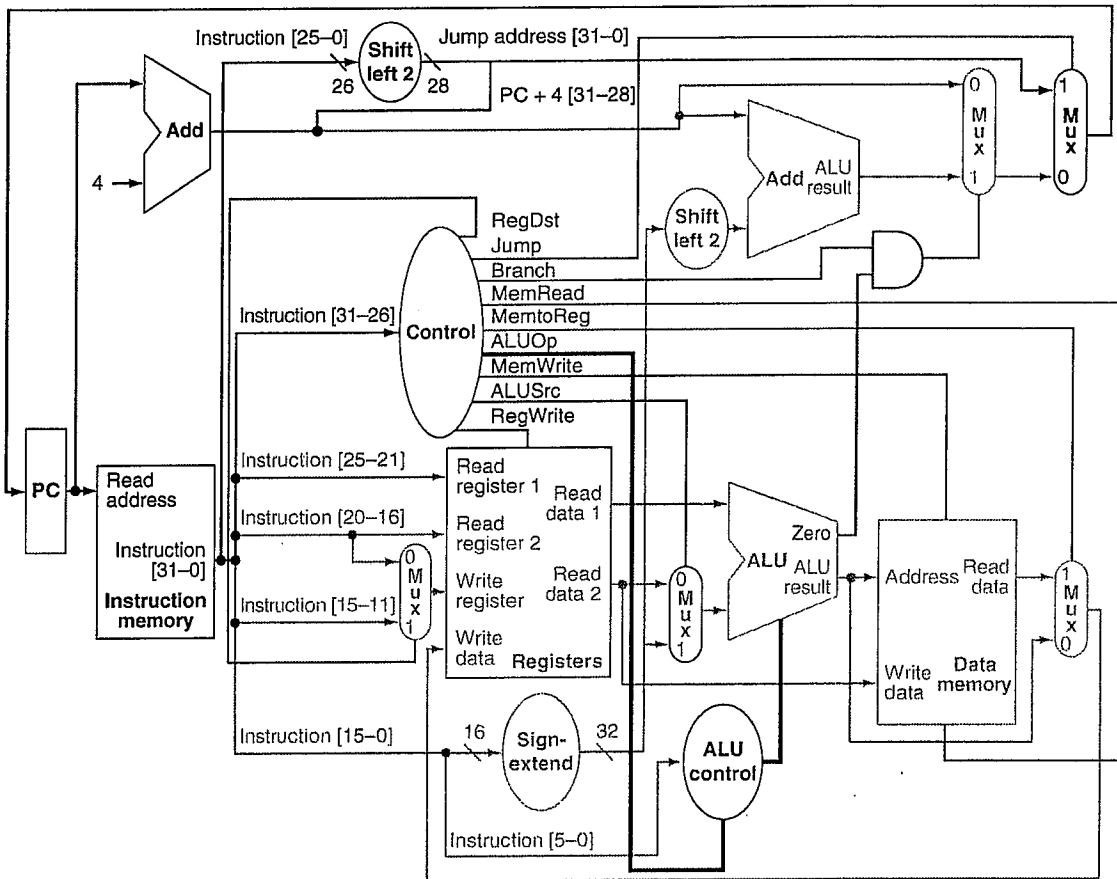 Instruction [25–0]
Shift
left 2
Jump address [31–0]
26
28
PC + 4 [31–28]
Add
4
0
M
u
x
1
1
M
u
x
0
Add
ALU
result
Shift
left 2
RegDst
Jump
Branch
MemRead
MemtoReg
ALUOp
MemWrite
ALUSrc
RegWrite
Instruction [31–26]
Control
PC
Read
address
Instruction
[31–0]
Instruction
memory
Instruction [25–21]
Instruction [20–16]
Instruction [15–11]
0
M
u
x
1
Read
register 1
Read
register 2
Write
register
Write
data
Read
data 1
Read
data 2
Registers
0
M
u
x
1
Zero
ALU
ALU
result
Address
Read
data
Write
data
Data
memory
1
M
u
x
0
Instruction [15–0]
16
Sign-
extend
32
ALU
control
Instruction [5–0]